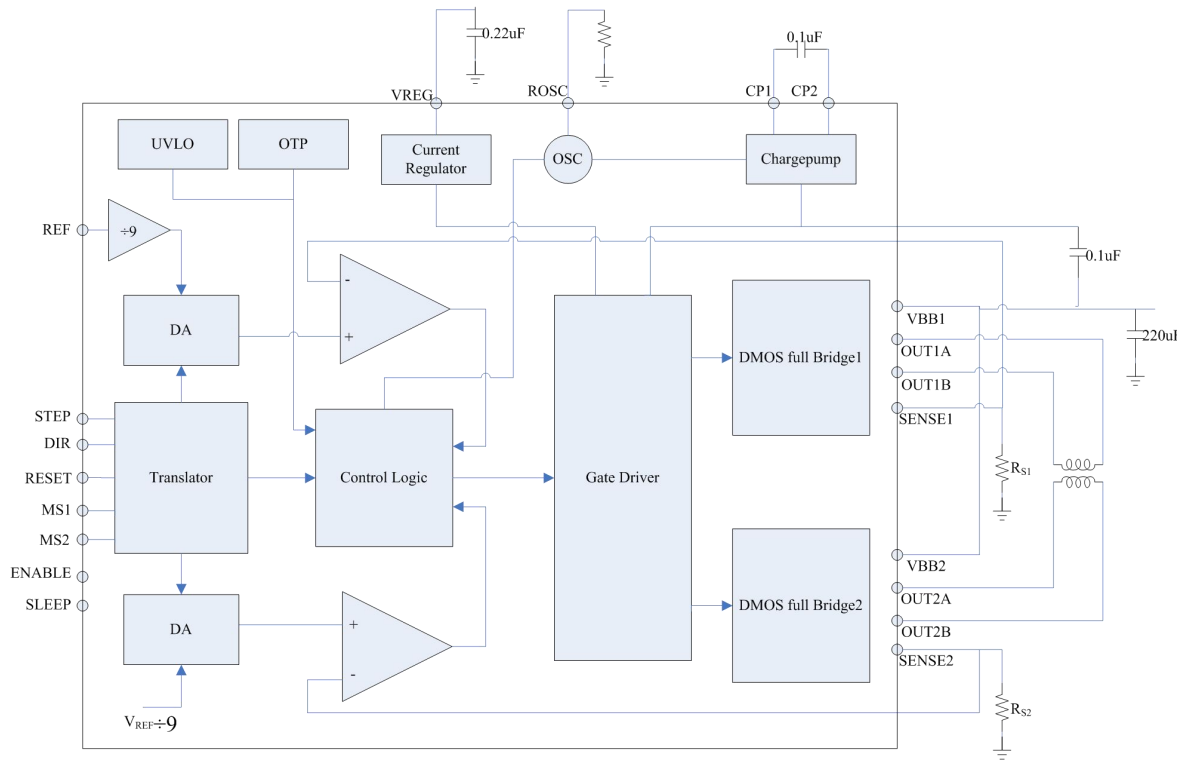 0.22uF
0.1uF
VREG
ROSC
CP1
CP2
UVLO
OTP
Current
Regulator
OSC
Chargepump
REF
÷9
0.1uF
-
+
DA
VBB1
220uF
OUT1A
DMOS full Bridge1
OUT1B
SENSE1
STEP
DIR
RESET
MS1
MS2
Translator
Control Logic
Gate Driver
RS1
ENABLE
SLEEP
VBB2
OUT2A
DMOS full Bridge2
OUT2B
SENSE2
DA
+
-
VREF÷9
RS2